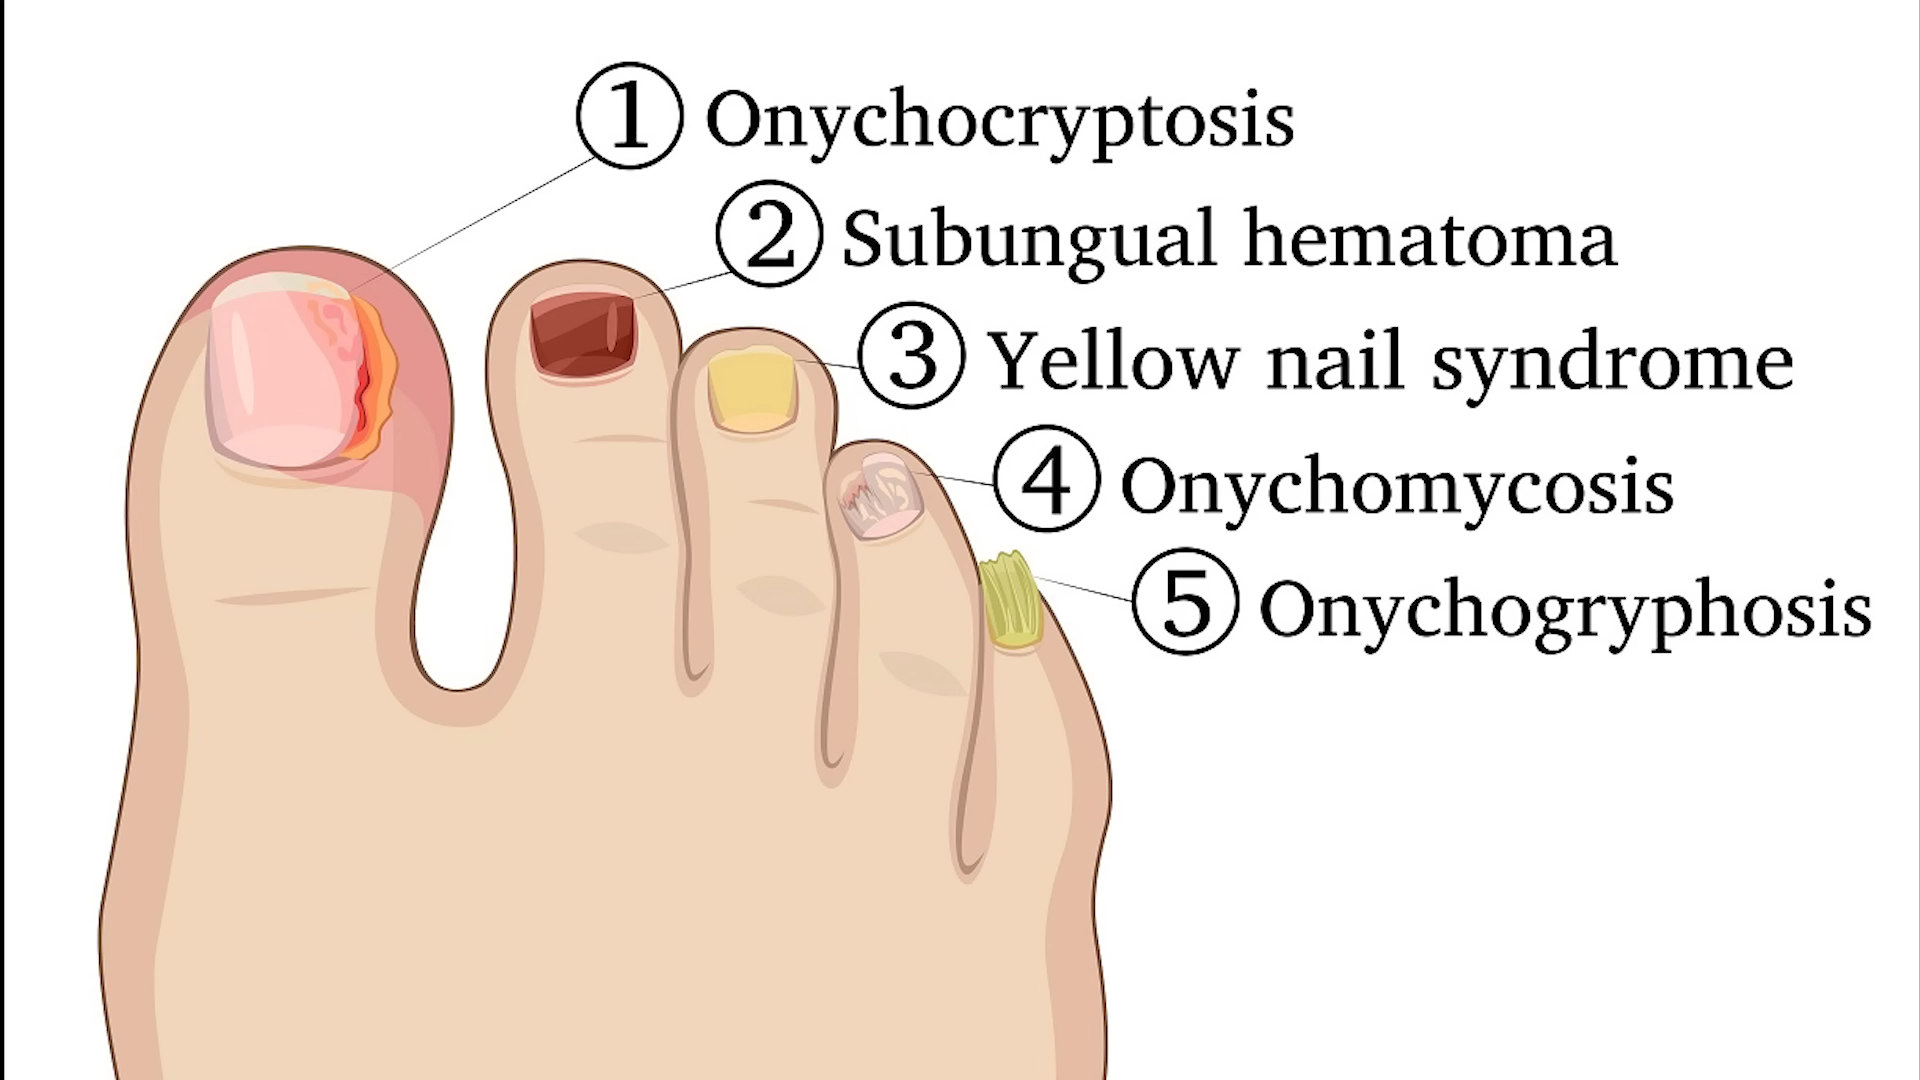 1 Onychocryptosis
2 Subungual hematoma
3 Yellow nail syndrome
4 Onychomycosis
5 Onychogryphosis